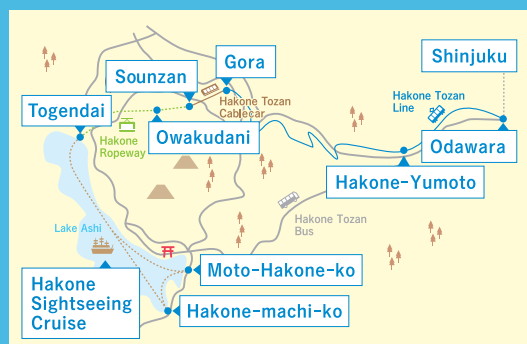 Shinjuku
Gora
Sounzan
Hakone Tozan
Line
Hakone Tozan
Cablecar
Togendai
Owakudani
Odawara
Hakone
Ropeway
Hakone-Yumoto
Hakone Tozan
Bus
Lake Ashi
Moto-Hakone-ko
Hakone
Sightseeing
Cruise
Hakone-machi-ko